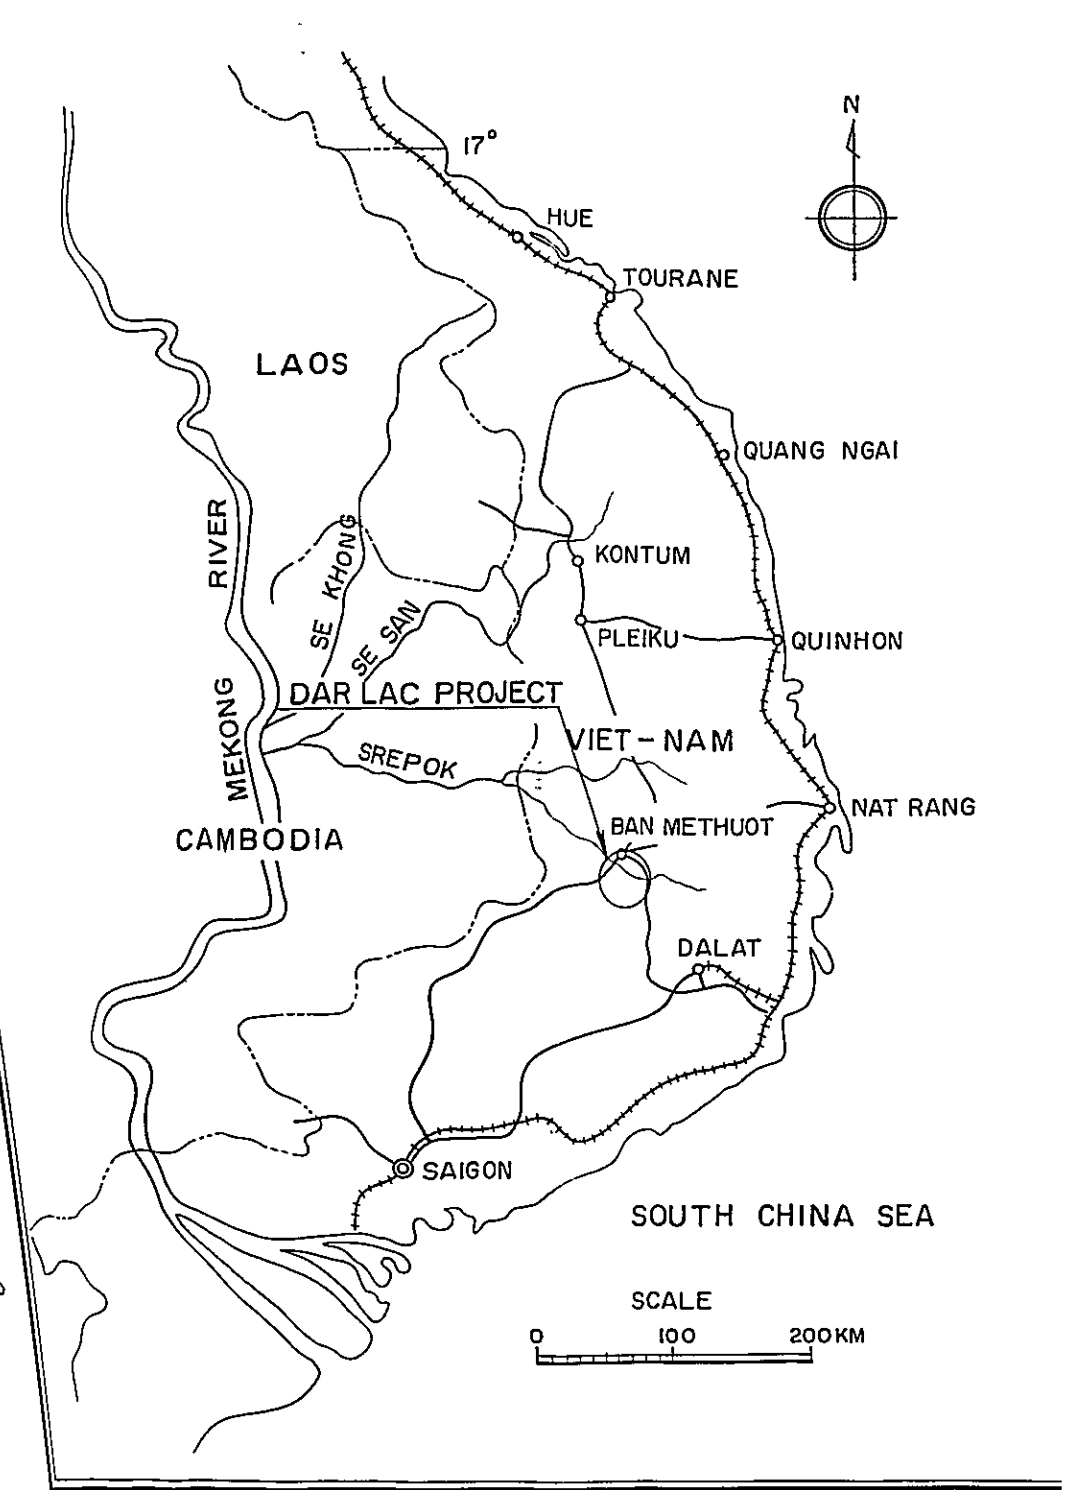 N
17°
HUE
TOURANE
LAOS
QUANG NGAI
RIVER
SE KHONG
KONTUM
SE SAN
PLEIKU
QUINHON
DAR LAC PROJECT
MEKONG
VIET-NAM
SREPOK
NAT RANG
BAN METHUOT
CAMBODIA
DALAT
SAIGON
SOUTH CHINA SEA
SCALE
0 100 200KM